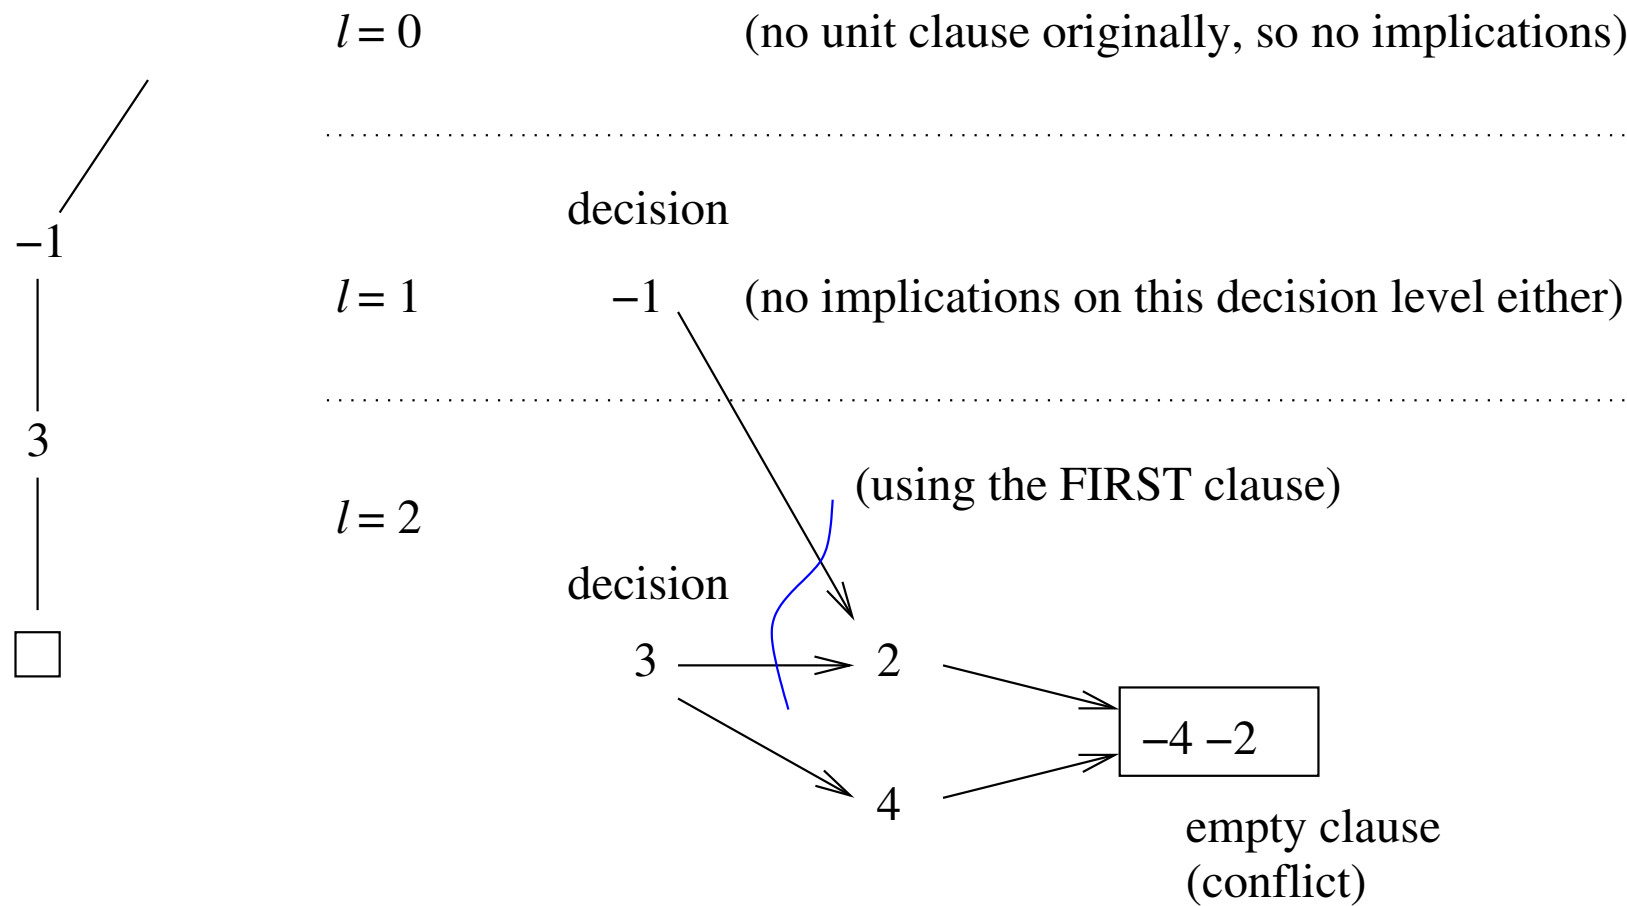 l = 0 (no unit clause originally, so no implications)
decision
−1
l = 1 −1 (no implications on this decision level either)
3
(using the FIRST clause)
l = 2
decision
3 2
−4 −2
4
empty clause
(conflict)